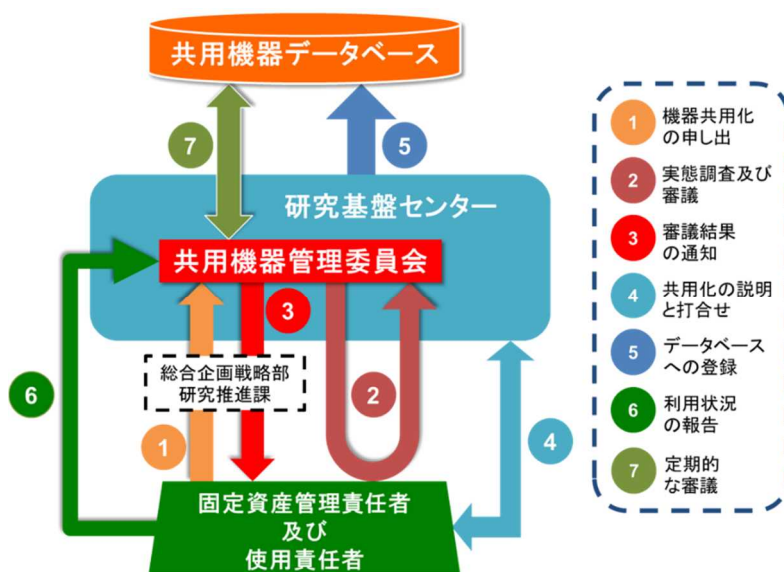 共用機器データベース
7
5
研究基盤センター
共用機器管理委員会
3
総合企画戦略部
研究推進課
6
2
1
4
固定資産管理責任者
及び
使用責任者
1
機器共用化
の申し出
2
実態調査及び
審議
3
審議結果
の通知
4
共用化の説明
と打合せ
5
データベース
への登録
6
利用状況
の報告
7
定期的
な審議